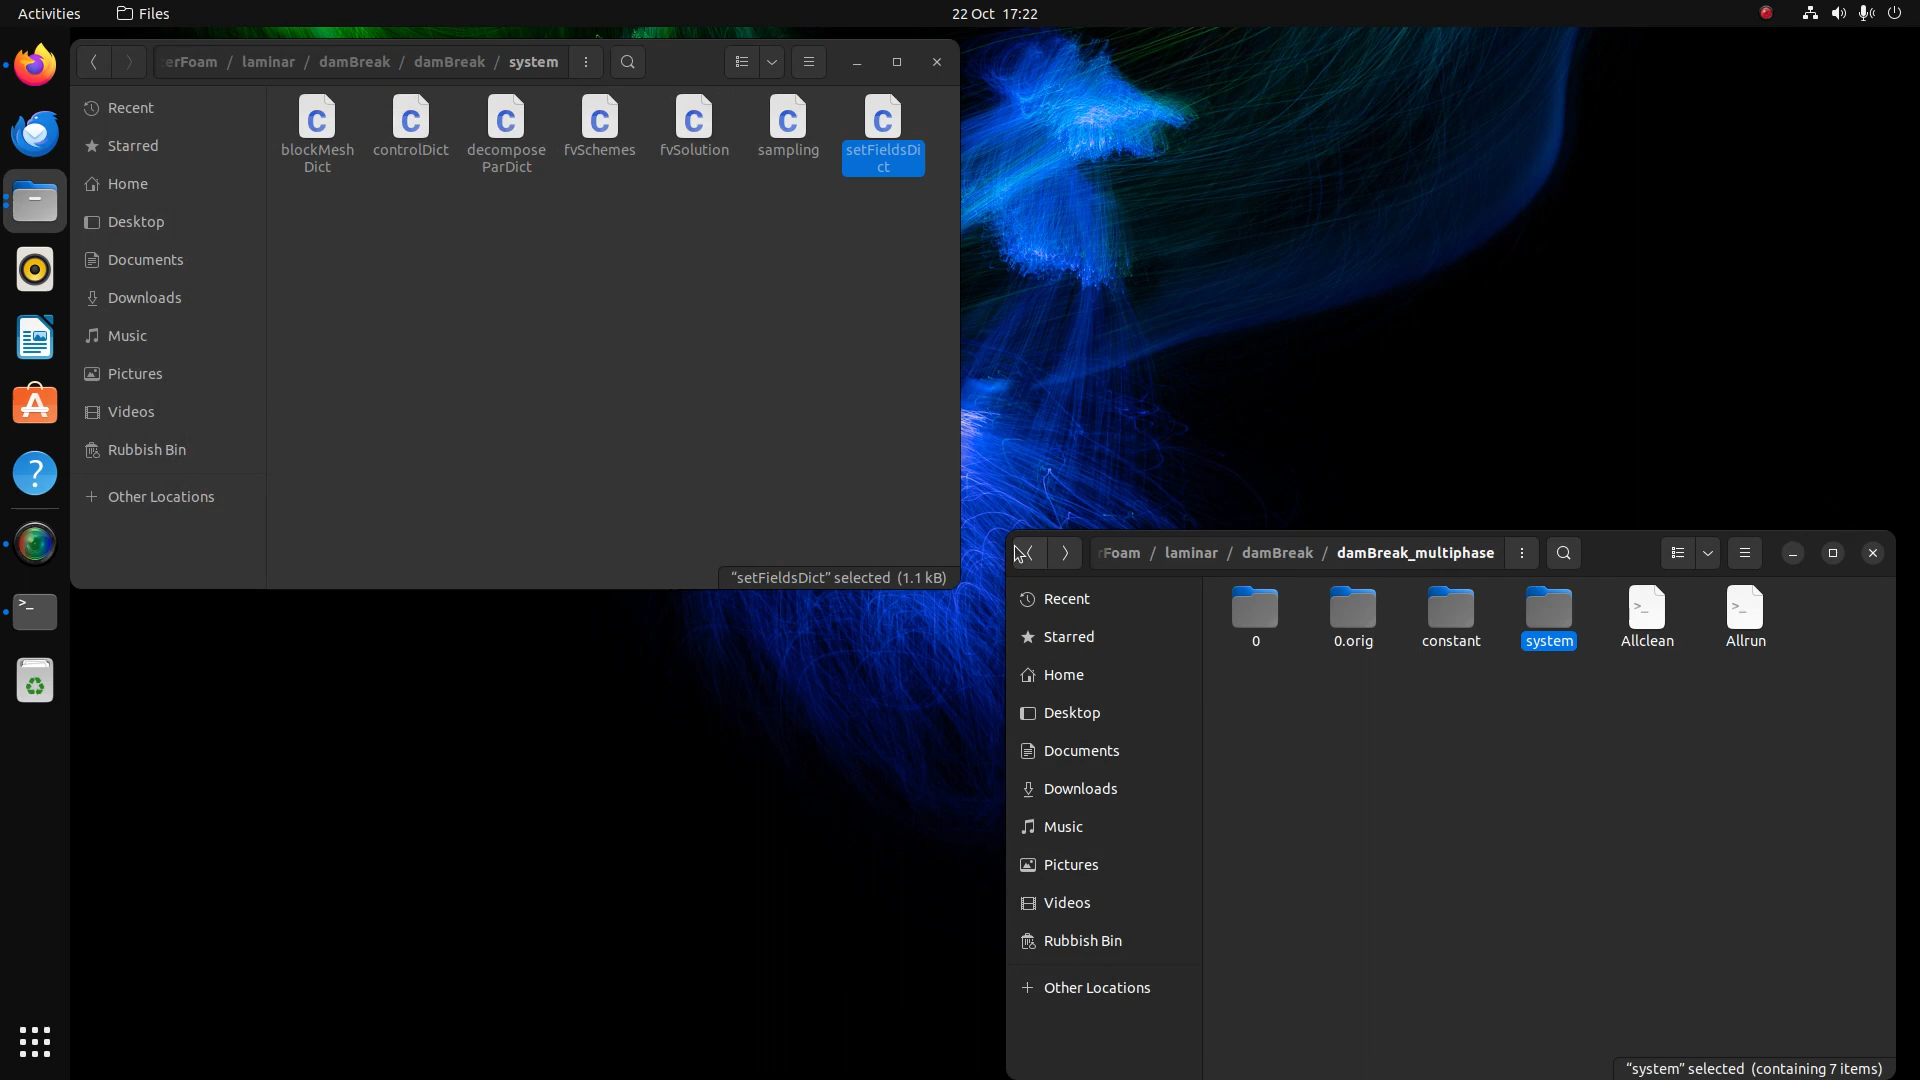 Activities
Files
22 Oct 17:22
erFoam / laminar / damBreak / damBreak / system
Recent
Starred
Home
Desktop
Documents
Downloads
Music
Pictures
Videos
Rubbish Bin
Other Locations
blockMesh
Dict
controlDict
decompose
ParDict
fvSchemes
fvSolution
sampling
setFieldsDi
ct
“setFieldsDict” selected (1.1 kB)
rFoam / laminar / damBreak / damBreak_multiphase
Recent
Starred
Home
Desktop
Documents
Downloads
Music
Pictures
Videos
Rubbish Bin
Other Locations
0
0.orig
constant
system
Allclean
Allrun
“system” selected (containing 7 items)